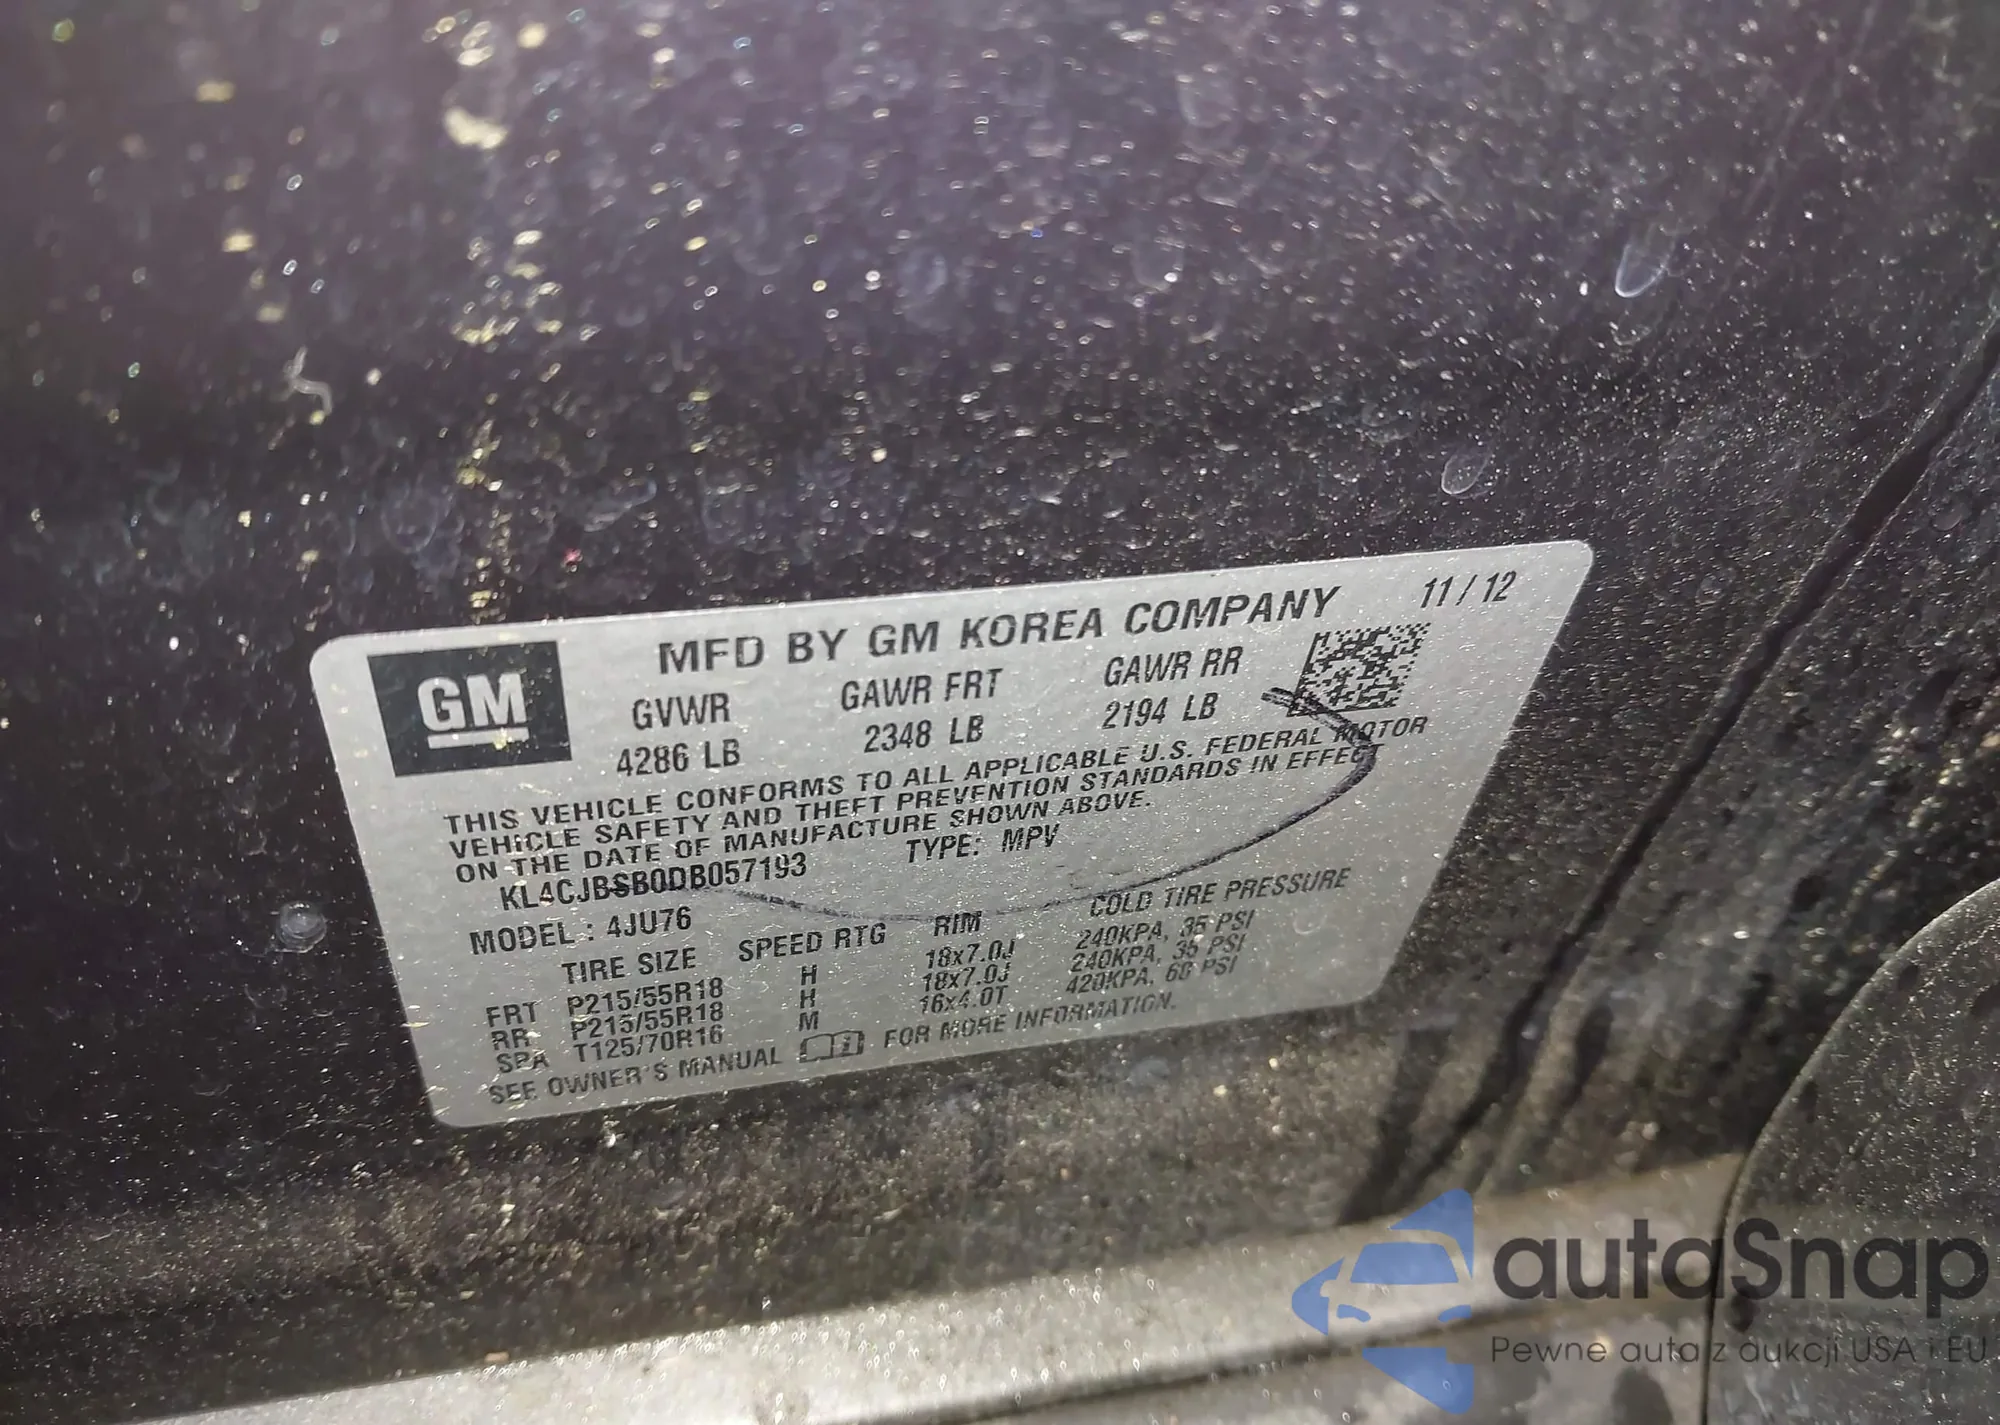 MFD BY GM KOREA COMPANY 11 / 12
GM
GVWR GAWR FRT GAWR RR
4286 LB 2348 LB 2194 LB
THIS VEHICLE CONFORMS TO ALL APPLICABLE U.S. FEDERAL MOTOR
VEHICLE SAFETY AND THEFT PREVENTION STANDARDS IN EFFECT
ON THE DATE OF MANUFACTURE SHOWN ABOVE.
KL4CJBSB0DB057193 TYPE: MPV
MODEL : 4JU76
TIRE SIZE SPEED RTG RIM COLD TIRE PRESSURE
FRT P215/55R18 H 18x7.0J 240KPA, 35 PSI
RR P215/55R18 H 18x7.0J 240KPA, 35 PSI
SPA T125/70R16 M 16x4.0T 420KPA, 60 PSI
SEE OWNER'S MANUAL FOR MORE INFORMATION.
autaSnap
Pewne auta z aukcji USA i EU